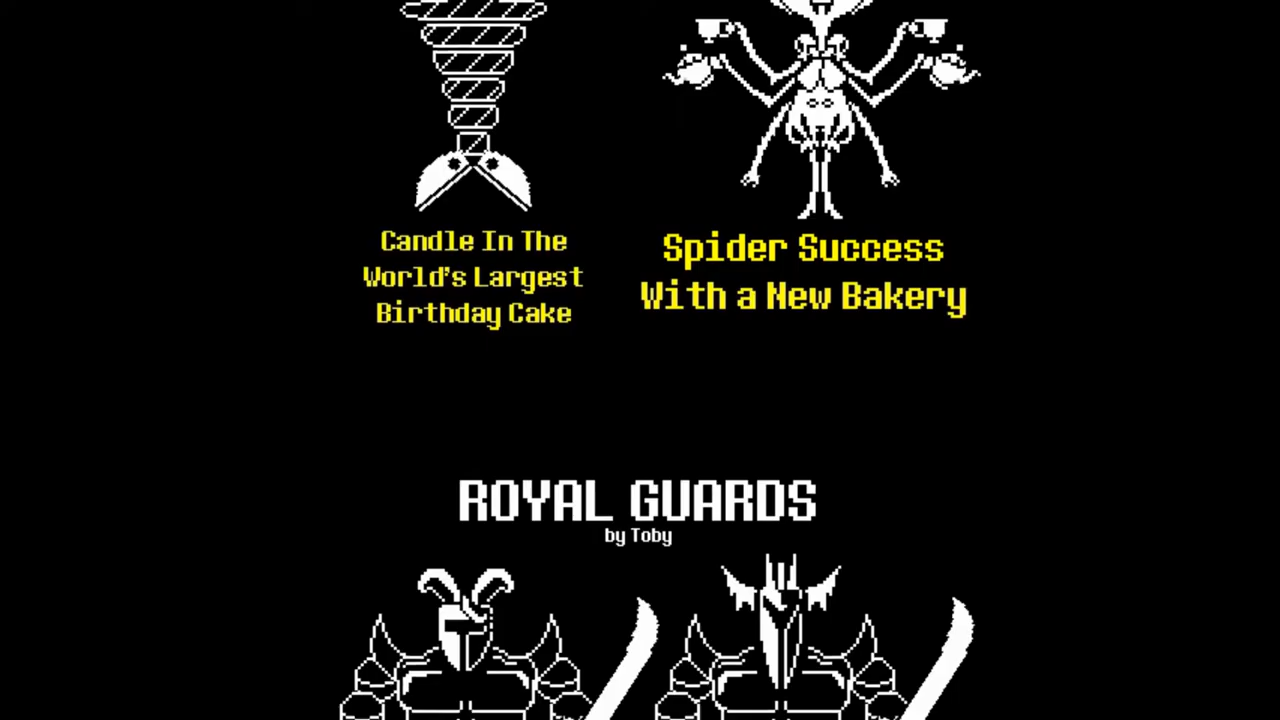 Candle In The
World's Largest
Birthday Cake
Spider Success
With a New Bakery
ROYAL GUARDS
by Toby